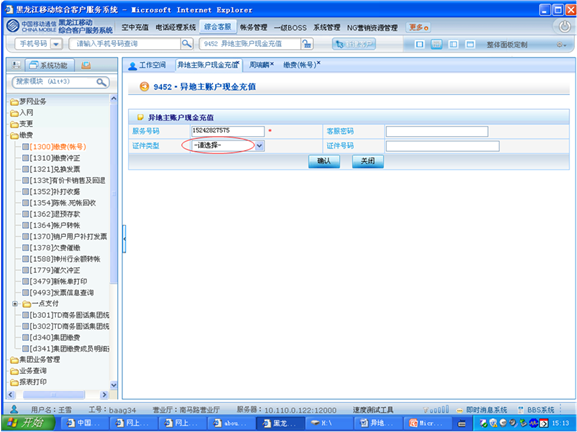 黑龙江移动综合客户服务系统 - Microsoft Internet Explorer
中国移动通信 CHINA MOBILE 黑龙江移动 综合客户服务系统 空中充值 电话经理系统 综合客服 帐务管理 一级BOSS 系统管理 NG营销资源管理 更多
手机号码 请输入手机号码查询 9452 异地主账户现金充值 整体面板定制
系统功能 工作空间 异地主账户现金充值 周瑞麟 缴费(帐号)
搜索模块 (Alt+3)
9452·异地主账户现金充值
梦网业务
入网
变更
缴费
[1300]缴费(帐号)
[1310]缴费冲正
[1321]兑换发票
[133t]有价卡销售及回退
[1352]补打收据
[1354]陈帐.死帐回收
[1362]退预存款
[1364]账户转帐
[1370]销户用户补打发票
[1378]欠费催缴
[1588]神州行余额转帐
[1779]催欠冲正
[3479]新帐单打印
[9493]发票信息查询
一点支付
[b301]TD商务固话集团统
[b302]TD商务固话集团统
[d340]集团缴费
[d341]集团缴费成员明细
集团业务管理
业务查询
报表打印
异地主账户现金充值
服务号码 15242827575 * 客服密码
证件类型 -请选择- 证件号码
确认 关闭
用户名：王雪 工号：baag34 营业厅：南马路营业厅 服务器：10.110.0.122:12000 速度测试工具 即时消息系统 BBS系统
开始 中国... 网上... 网上... abou... 黑龙... H:\ 异地... Micr... 15:13